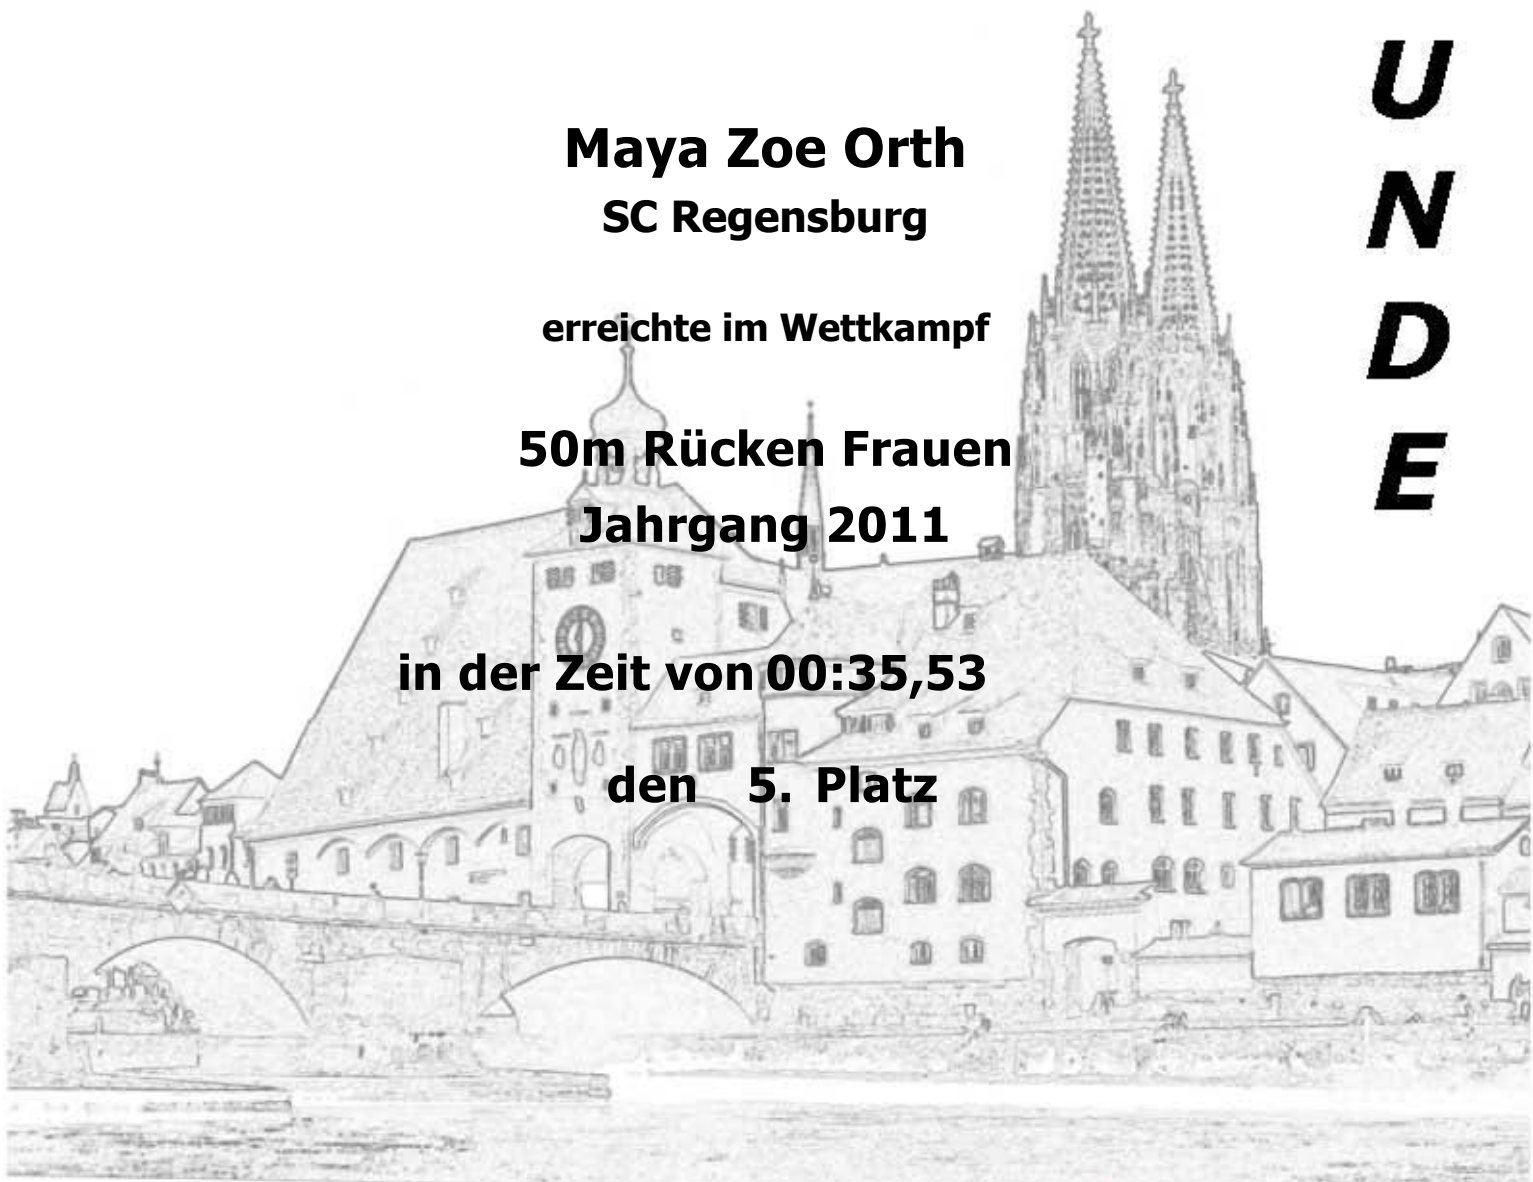 Maya Zoe Orth
SC Regensburg
erreichte im Wettkampf
50m Rücken Frauen
Jahrgang 2011
in der Zeit von 00:35,53
den 5. Platz
U
N
D
E